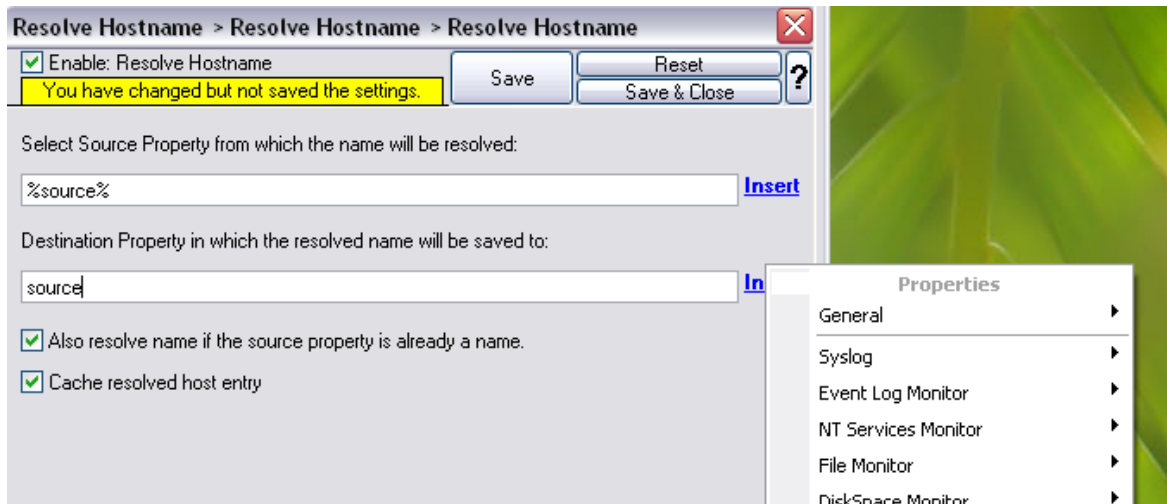 Resolve Hostname > Resolve Hostname > Resolve Hostname
Enable: Resolve Hostname
You have changed but not saved the settings.
Save
Reset
Save & Close
?
Select Source Property from which the name will be resolved:
%source%
Insert
Destination Property in which the resolved name will be saved to:
source
In
Also resolve name if the source property is already a name.
Cache resolved host entry
Properties
General
Syslog
Event Log Monitor
NT Services Monitor
File Monitor
DiskSpace Monitor